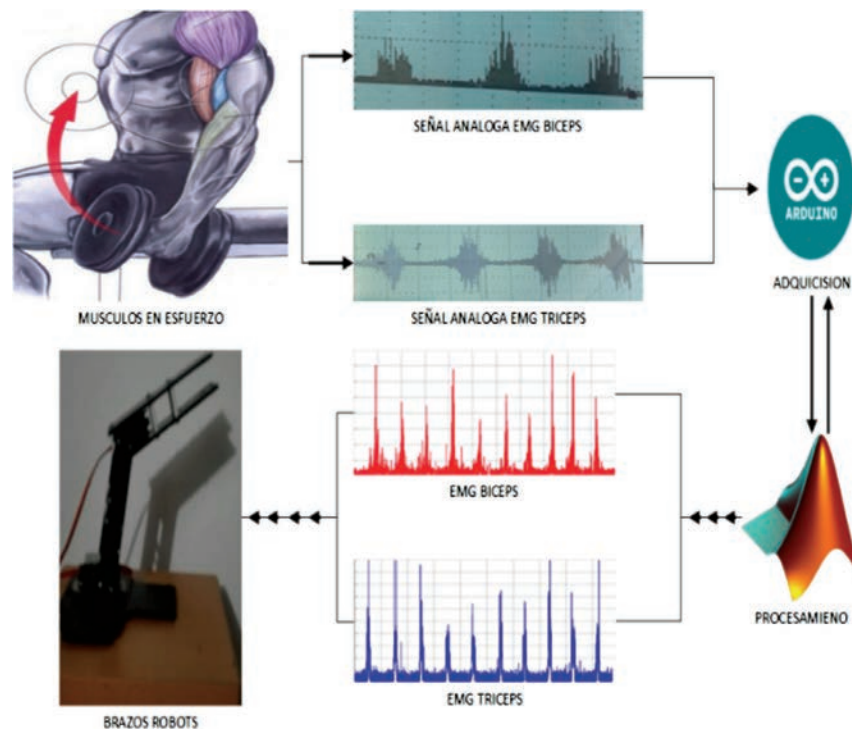 SEÑAL ANALOGA EMG BICEPS
ARDUINO
MUSCULOS EN ESFUERZO
SEÑAL ANALOGA EMG TRICEPS
ADQUICISION
EMG BICEPS
EMG TRICEPS
PROCESAMIENO
BRAZOS ROBOTS